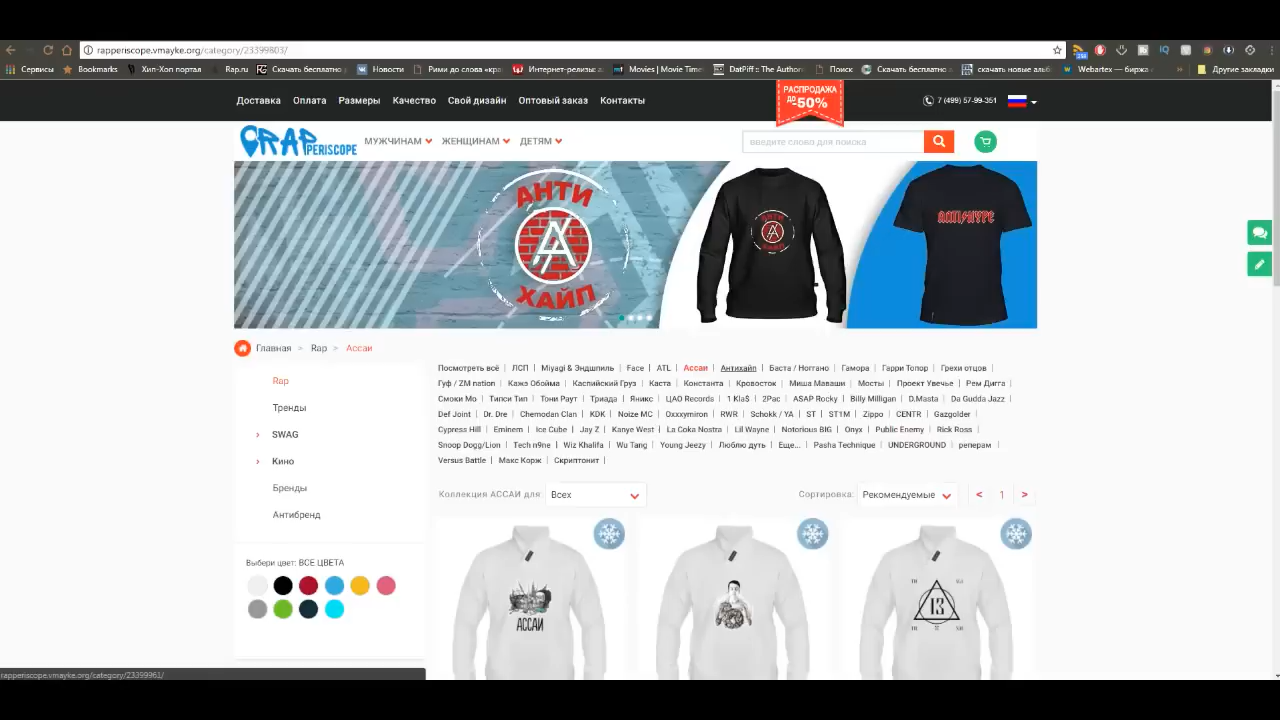 rapperiscope.vmayke.org/category/23399803/
Сервисы Bookmarks Хип-Хоп портал Rap.ru Скачать бесплатно Новости Рими до слова «кра Интернет-релизы: Movies | Movie Time DatPiff :: The Author Поиск Скачать бесплатно скачать новые альб Webartex — биржа » Другие закладки
Доставка Оплата Размеры Качество Свой дизайн Оптовый заказ Контакты
РАСПРОДАЖА
ДО -50%
7 (499) 57-99-351
RAP PERISCOPE МУЖЧИНАМ ЖЕНЩИНАМ ДЕТЯМ введите слово для поиска
АНТИ
ХАЙП
АНТИ
ХАЙП
ANTIHYPE
Главная > Rap > Ассаи
Rap
Тренды
SWAG
Кино
Бренды
Антибренд
Выбери цвет: ВСЕ ЦВЕТА
Посмотреть всё | ЛСП | Miyagi & Эндшпиль | Face | ATL | Ассаи | Антихайп | Баста / Ноггано | Гамора | Гарри Топор | Грехи отцов |
Гуф / ZM nation | Кажэ Обойма | Каспийский Груз | Каста | Константа | Кровосток | Миша Маваши | Мосты | Проект Увечье | Рем Дигга |
Смоки Мо | Типси Тип | Тони Раут | Триада | Яникс | ЦАО Records | 1 Kla$ | 2Pac | A$AP Rocky | Billy Milligan | D.Masta | Da Gudda Jazz |
Def Joint | Dr. Dre | Chemodan Clan | KDK | Noize MC | Oxxxymiron | RWR | Schokk / YA | ST | ST1M | Zippo | CENTR | Gazgolder |
Cypress Hill | Eminem | Ice Cube | Jay Z | Kanye West | La Coka Nostra | Lil Wayne | Notorious BIG | Onyx | Public Enemy | Rick Ross |
Snoop Dogg/Lion | Tech n9ne | Wiz Khalifa | Wu Tang | Young Jeezy | Люблю дуть | Еще... | Pasha Technique | UNDERGROUND | реперам |
Versus Battle | Макс Корж | Скриптонит |
Коллекция АССАИ для: Всех Сортировка: Рекомендуемые < 1 >
АССАИ
13
rapperiscope.vmayke.org/category/23399961/